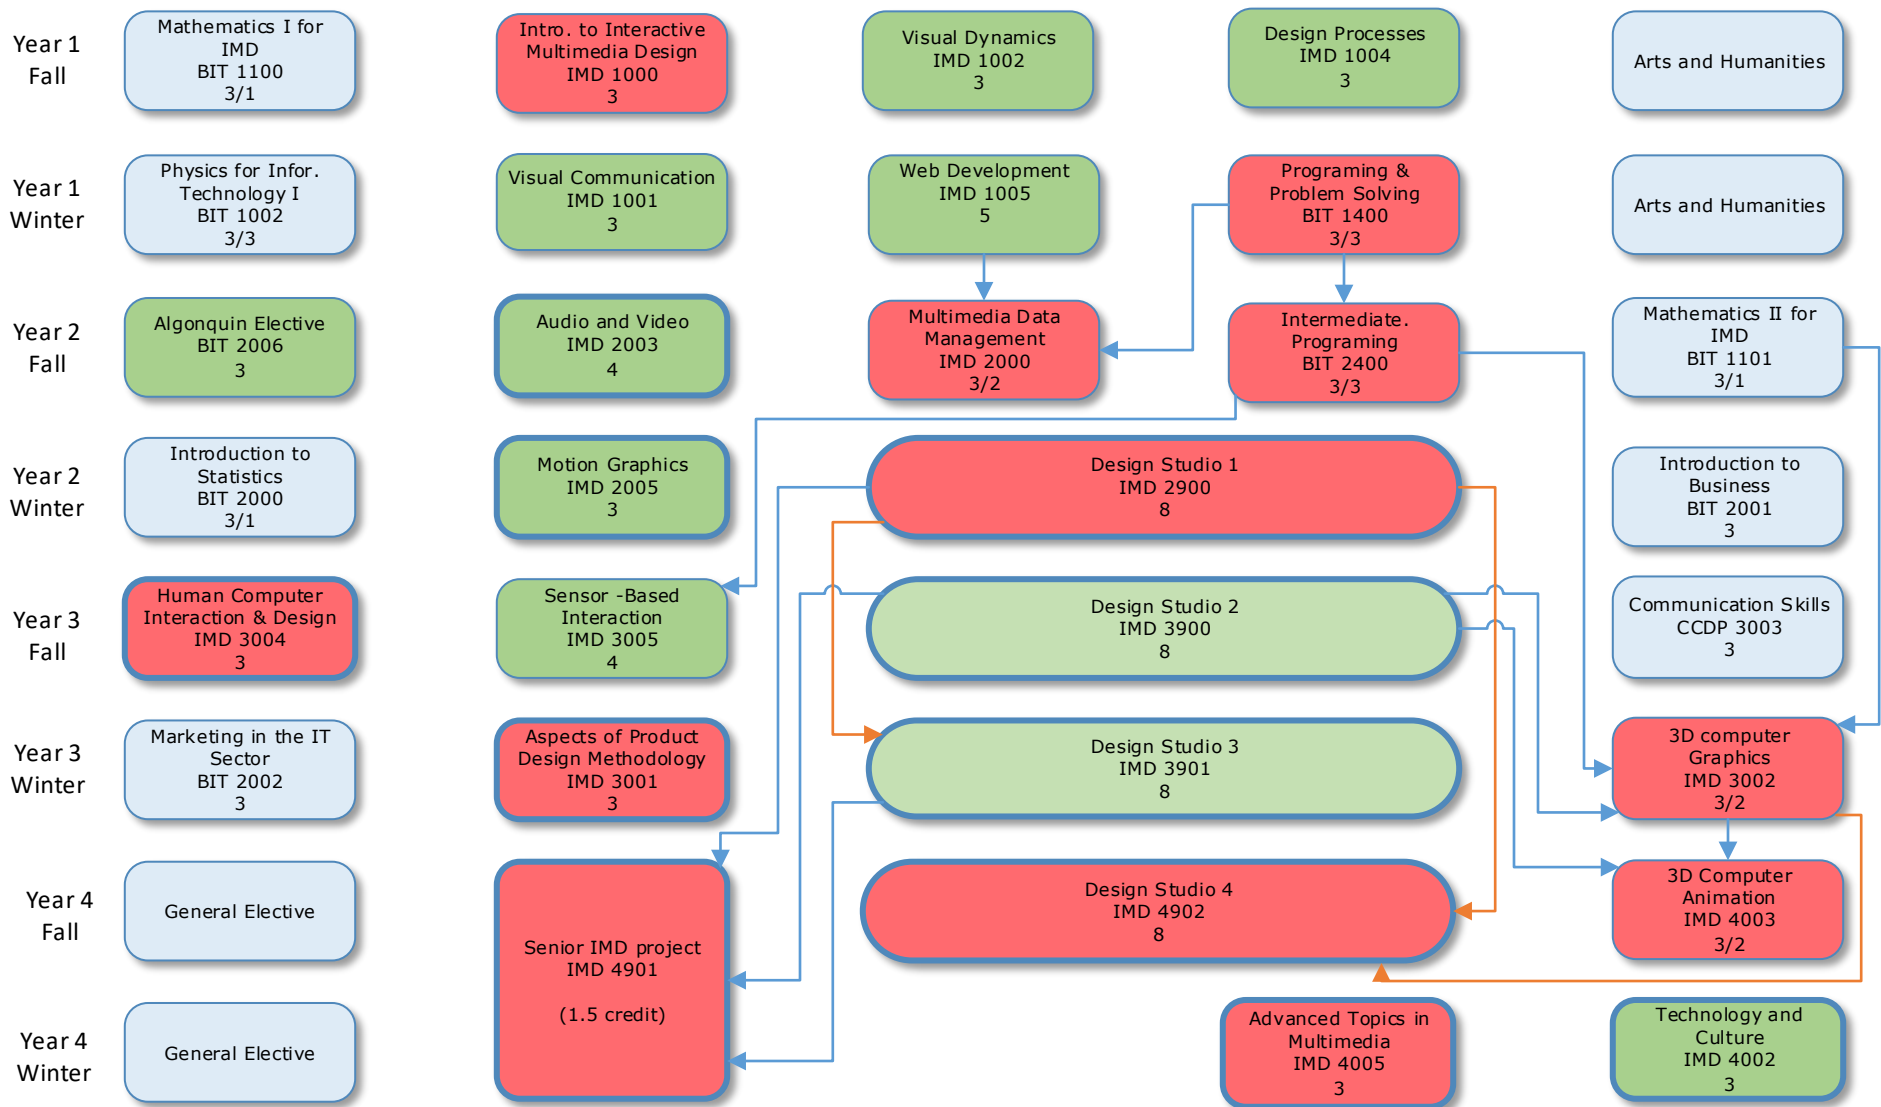 Year 1
Fall
Mathematics I for
IMD
BIT 1100
3/1
Intro. to Interactive
Multimedia Design
IMD 1000
3
Visual Dynamics
IMD 1002
3
Design Processes
IMD 1004
3
Arts and Humanities
Year 1
Winter
Physics for Infor.
Technology I
BIT 1002
3/3
Visual Communication
IMD 1001
3
Web Development
IMD 1005
5
Programing &
Problem Solving
BIT 1400
3/3
Arts and Humanities
Year 2
Fall
Algonquin Elective
BIT 2006
3
Audio and Video
IMD 2003
4
Multimedia Data
Management
IMD 2000
3/2
Intermediate.
Programing
BIT 2400
3/3
Mathematics II for
IMD
BIT 1101
3/1
Year 2
Winter
Introduction to
Statistics
BIT 2000
3/1
Motion Graphics
IMD 2005
3
Design Studio 1
IMD 2900
8
Introduction to
Business
BIT 2001
3
Year 3
Fall
Human Computer
Interaction & Design
IMD 3004
3
Sensor -Based
Interaction
IMD 3005
4
Design Studio 2
IMD 3900
8
Communication Skills
CCDP 3003
3
Year 3
Winter
Marketing in the IT
Sector
BIT 2002
3
Aspects of Product
Design Methodology
IMD 3001
3
Design Studio 3
IMD 3901
8
3D computer
Graphics
IMD 3002
3/2
Year 4
Fall
General Elective
Senior IMD project
IMD 4901
(1.5 credit)
Design Studio 4
IMD 4902
8
3D Computer
Animation
IMD 4003
3/2
Year 4
Winter
General Elective
Advanced Topics in
Multimedia
IMD 4005
3
Technology and
Culture
IMD 4002
3